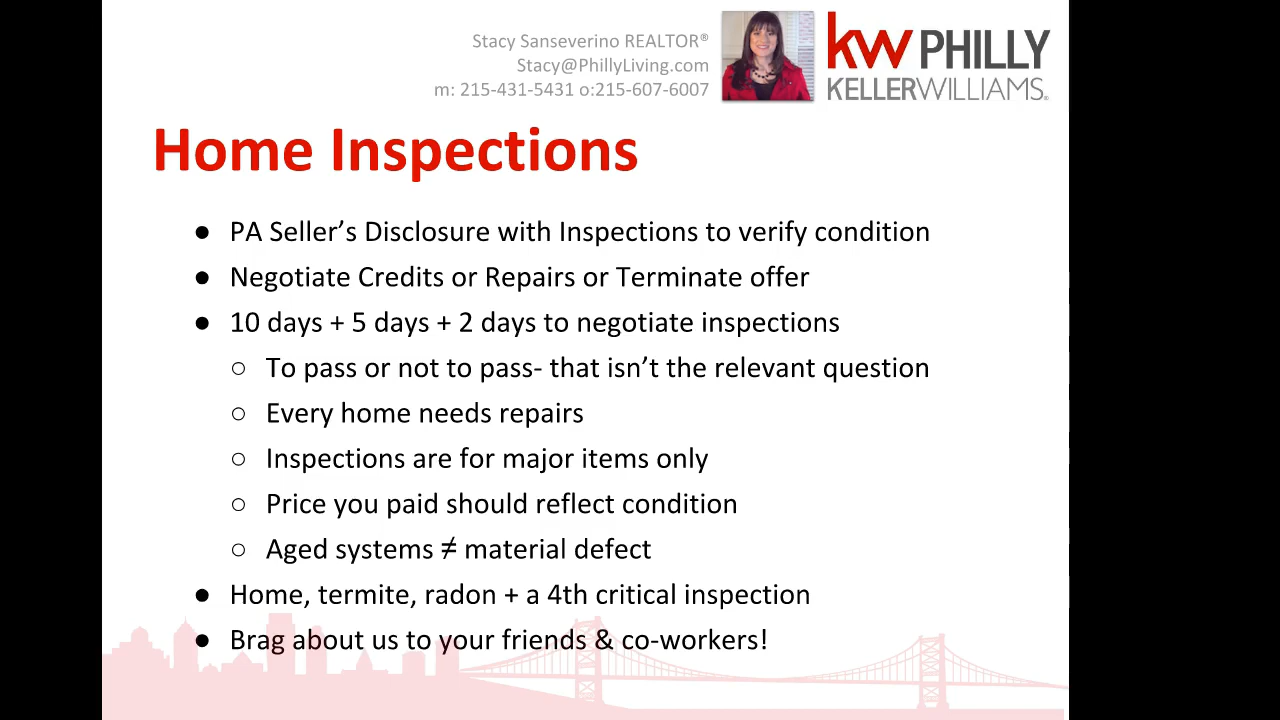 Stacy Sanseverino REALTOR®
Stacy@PhillyLiving.com
m: 215-431-5431 o:215-607-6007
kw PHILLY
KELLERWILLIAMS®
Home Inspections
● PA Seller’s Disclosure with Inspections to verify condition
● Negotiate Credits or Repairs or Terminate offer
● 10 days + 5 days + 2 days to negotiate inspections
○ To pass or not to pass- that isn’t the relevant question
○ Every home needs repairs
○ Inspections are for major items only
○ Price you paid should reflect condition
○ Aged systems ≠ material defect
● Home, termite, radon + a 4th critical inspection
● Brag about us to your friends & co-workers!